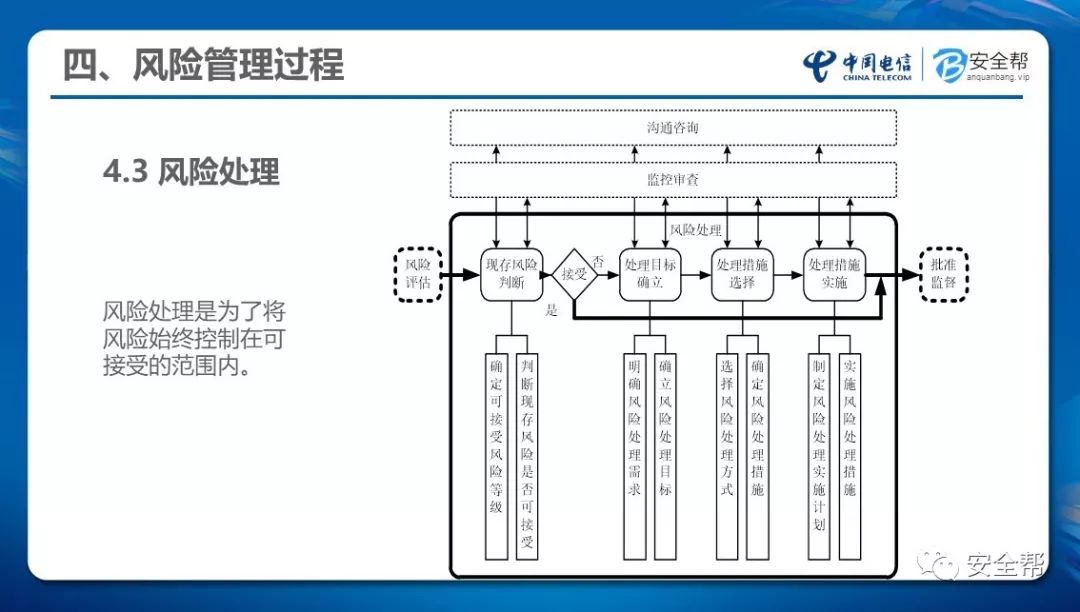 四、风险管理过程
中国电信
CHINA TELECOM
安全帮
anquanbang.vip
4.3 风险处理
风险处理是为了将
风险始终控制在可
接受的范围内。
沟通咨询
监控审查
风险处理
风险
评估
现存风险
判断
接受
否
是
处理目标
确立
处理措施
选择
处理措施
实施
批准
监督
确定可接受风险等级
判断现存风险是否可接受
明确风险处理需求
确立风险处理目标
选择风险处理方式
确定风险处理措施
制定风险处理实施计划
实施风险处理措施
安全帮